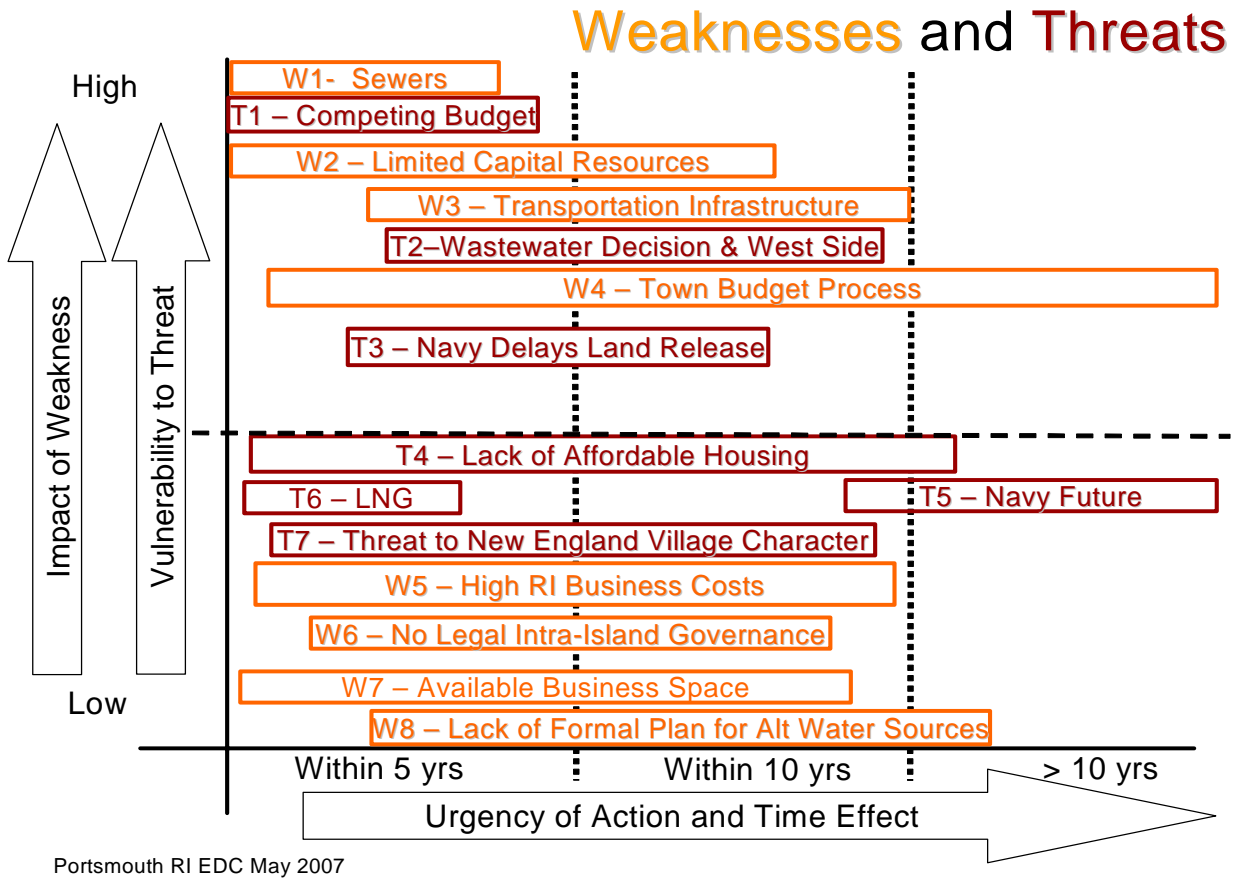 Weaknesses and Threats
High
W1- Sewers
T1 – Competing Budget
W2 – Limited Capital Resources
W3 – Transportation Infrastructure
T2–Wastewater Decision & West Side
W4 – Town Budget Process
T3 – Navy Delays Land Release
Impact of Weakness
Vulnerability to Threat
T4 – Lack of Affordable Housing
T6 – LNG
T5 – Navy Future
T7 – Threat to New England Village Character
W5 – High RI Business Costs
W6 – No Legal Intra-Island Governance
W7 – Available Business Space
Low
W8 – Lack of Formal Plan for Alt Water Sources
Within 5 yrs
Within 10 yrs
> 10 yrs
Urgency of Action and Time Effect
Portsmouth RI EDC May 2007